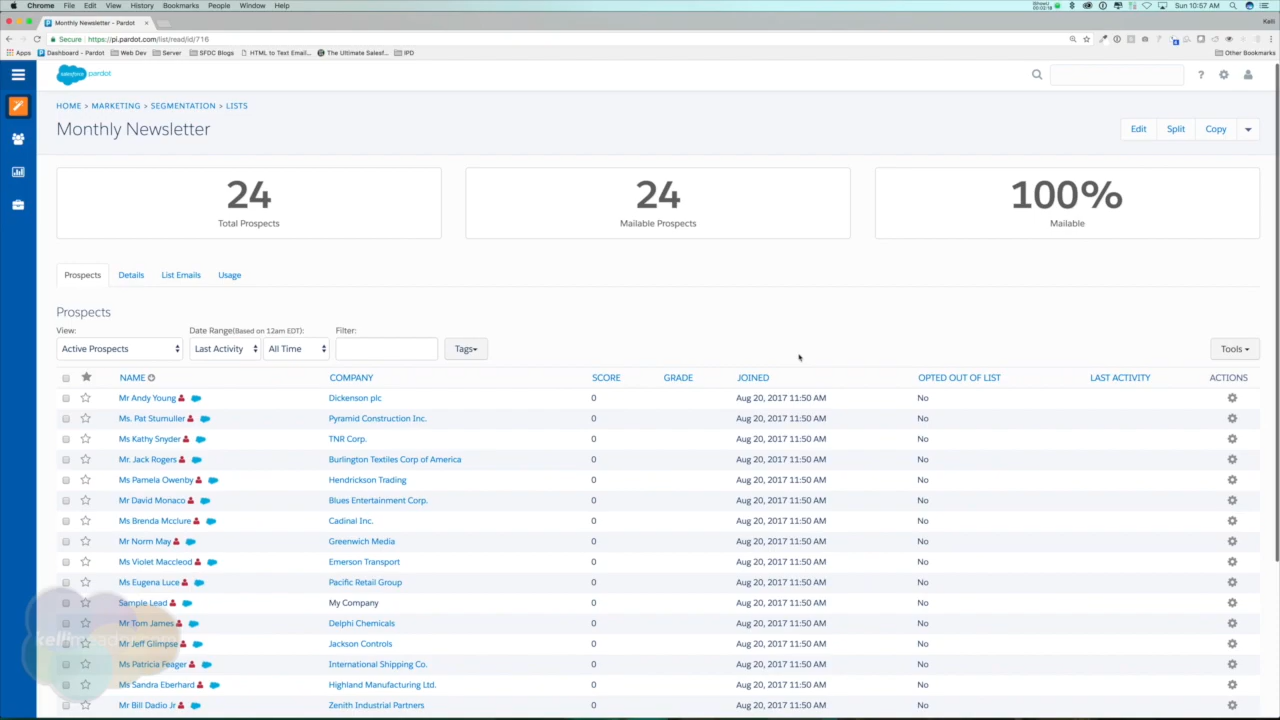 Chrome File Edit View History Bookmarks People Window Help Sun 10:57 AM
Monthly Newsletter - Pardot Kelli
Secure https://pi.pardot.com/list/read/id/716
Apps Dashboard - Pardot Web Dev Server SFDC Blogs HTML to Text Email... The Ultimate Salesf... IPD Other Bookmarks
salesforce pardot
HOME > MARKETING > SEGMENTATION > LISTS
Monthly Newsletter
Edit Split Copy
24 24 100%
Total Prospects Mailable Prospects Mailable
Prospects Details List Emails Usage
Prospects
View: Date Range(Based on 12am EDT): Filter:
Active Prospects Last Activity All Time Tags Tools
NAME COMPANY SCORE GRADE JOINED OPTED OUT OF LIST LAST ACTIVITY ACTIONS
Mr Andy Young Dickenson plc 0 Aug 20, 2017 11:50 AM No
Ms. Pat Stumuller Pyramid Construction Inc. 0 Aug 20, 2017 11:50 AM No
Ms Kathy Snyder TNR Corp. 0 Aug 20, 2017 11:50 AM No
Mr. Jack Rogers Burlington Textiles Corp of America 0 Aug 20, 2017 11:50 AM No
Ms Pamela Owenby Hendrickson Trading 0 Aug 20, 2017 11:50 AM No
Mr David Monaco Blues Entertainment Corp. 0 Aug 20, 2017 11:50 AM No
Ms Brenda Mcclure Cadinal Inc. 0 Aug 20, 2017 11:50 AM No
Mr Norm May Greenwich Media 0 Aug 20, 2017 11:50 AM No
Ms Violet Maccleod Emerson Transport 0 Aug 20, 2017 11:50 AM No
Ms Eugena Luce Pacific Retail Group 0 Aug 20, 2017 11:50 AM No
Sample Lead My Company 0 Aug 20, 2017 11:50 AM No
Mr Tom James Delphi Chemicals 0 Aug 20, 2017 11:50 AM No
Mr Jeff Glimpse Jackson Controls 0 Aug 20, 2017 11:50 AM No
Ms Patricia Feager International Shipping Co. 0 Aug 20, 2017 11:50 AM No
Ms Sandra Eberhard Highland Manufacturing Ltd. 0 Aug 20, 2017 11:50 AM No
Mr Bill Dadio Jr Zenith Industrial Partners 0 Aug 20, 2017 11:50 AM No